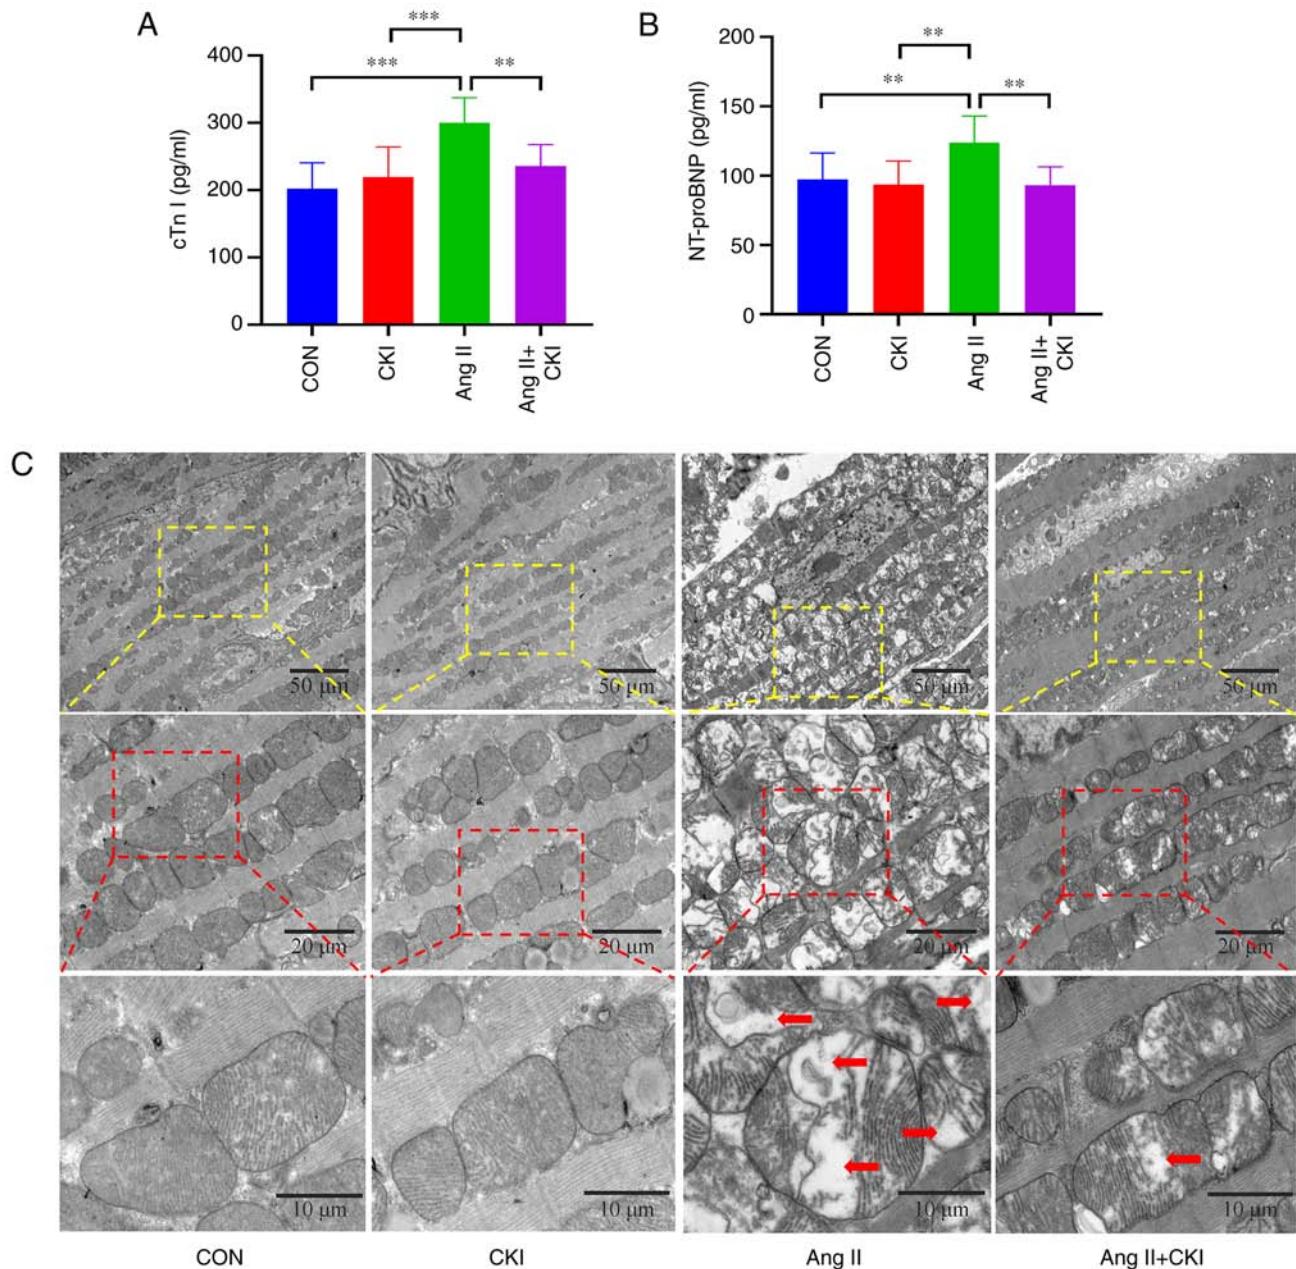 A
cTn I (pg/ml)
400
300
200
100
0
***
***
**
CON
CKI
Ang II
Ang II+
CKI
B
NT-proBNP (pg/ml)
200
150
100
50
0
**
**
**
CON
CKI
Ang II
Ang II+
CKI
C
50 μm
50 μm
50 μm
50 μm
20 μm
20 μm
20 μm
20 μm
10 μm
10 μm
10 μm
10 μm
CON
CKI
Ang II
Ang II+CKI